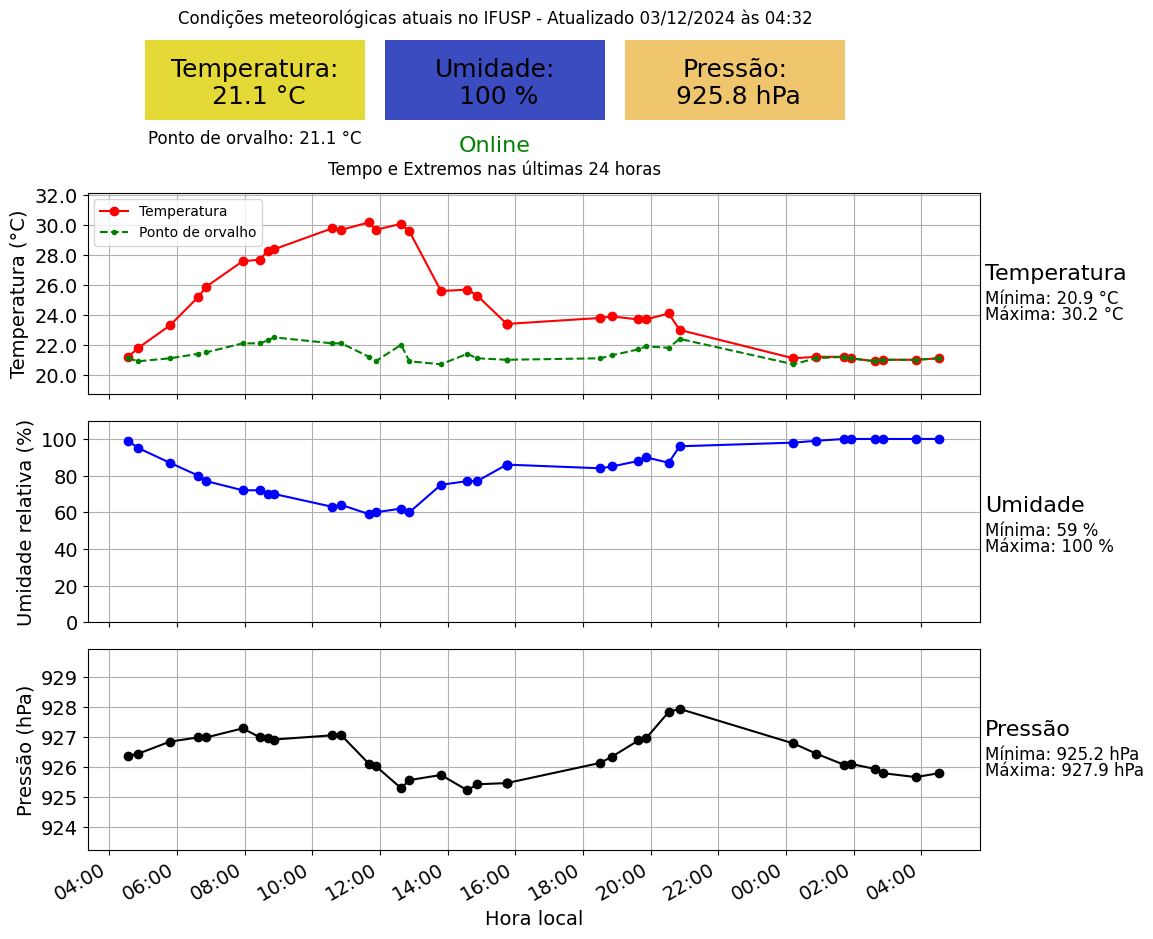 Condições meteorológicas atuais no IFUSP - Atualizado 03/12/2024 às 04:32
Temperatura:
21.1 °C
Umidade:
100 %
Pressão:
925.8 hPa
Ponto de orvalho: 21.1 °C
Online
Tempo e Extremos nas últimas 24 horas
Temperatura (°C)
32.0
30.0
28.0
26.0
24.0
22.0
20.0
Temperatura
Ponto de orvalho
Temperatura
Mínima: 20.9 °C
Máxima: 30.2 °C
Umidade relativa (%)
100
80
60
40
20
0
Umidade
Mínima: 59 %
Máxima: 100 %
Pressão (hPa)
929
928
927
926
925
924
Pressão
Mínima: 925.2 hPa
Máxima: 927.9 hPa
04:00 06:00 08:00 10:00 12:00 14:00 16:00 18:00 20:00 22:00 00:00 02:00 04:00
Hora local